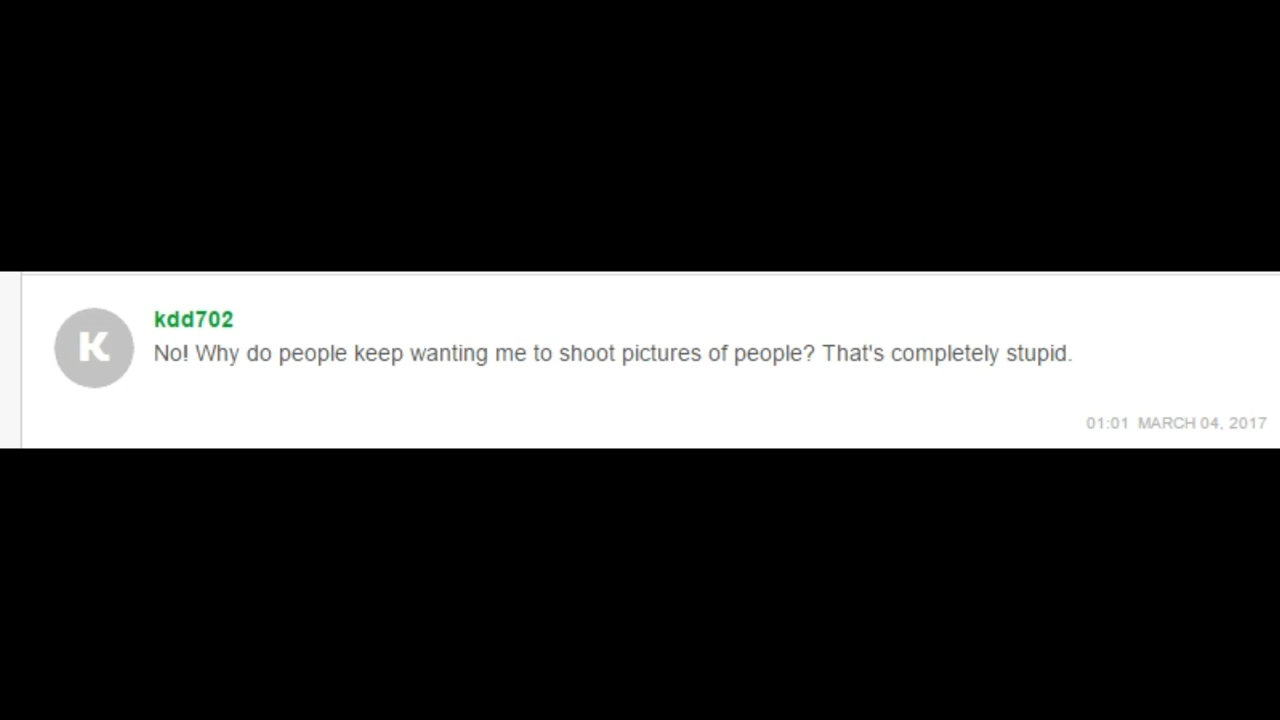 K
kdd702
No! Why do people keep wanting me to shoot pictures of people? That's completely stupid.
01:01 MARCH 04, 2017